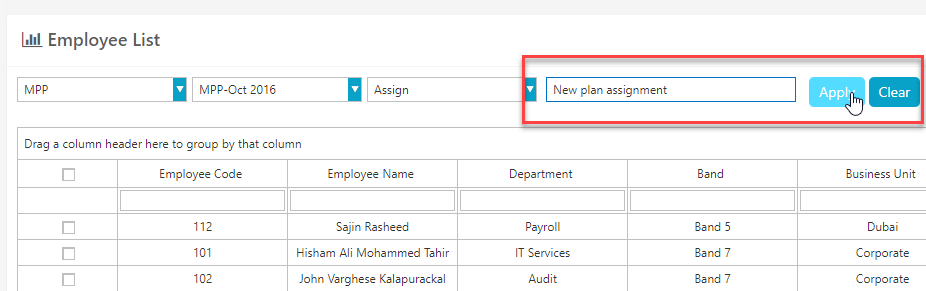 Employee List
MPP MPP-Oct 2016 Assign New plan assignment Apply Clear
Drag a column header here to group by that column
Employee Code Employee Name Department Band Business Unit
112 Sajin Rasheed Payroll Band 5 Dubai
101 Hisham Ali Mohammed Tahir IT Services Band 7 Corporate
102 John Varghese Kalapurackal Audit Band 7 Corporate